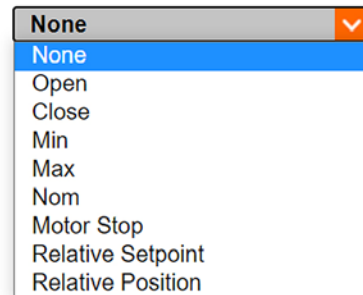 None
None
Open
Close
Min
Max
Nom
Motor Stop
Relative Setpoint
Relative Position